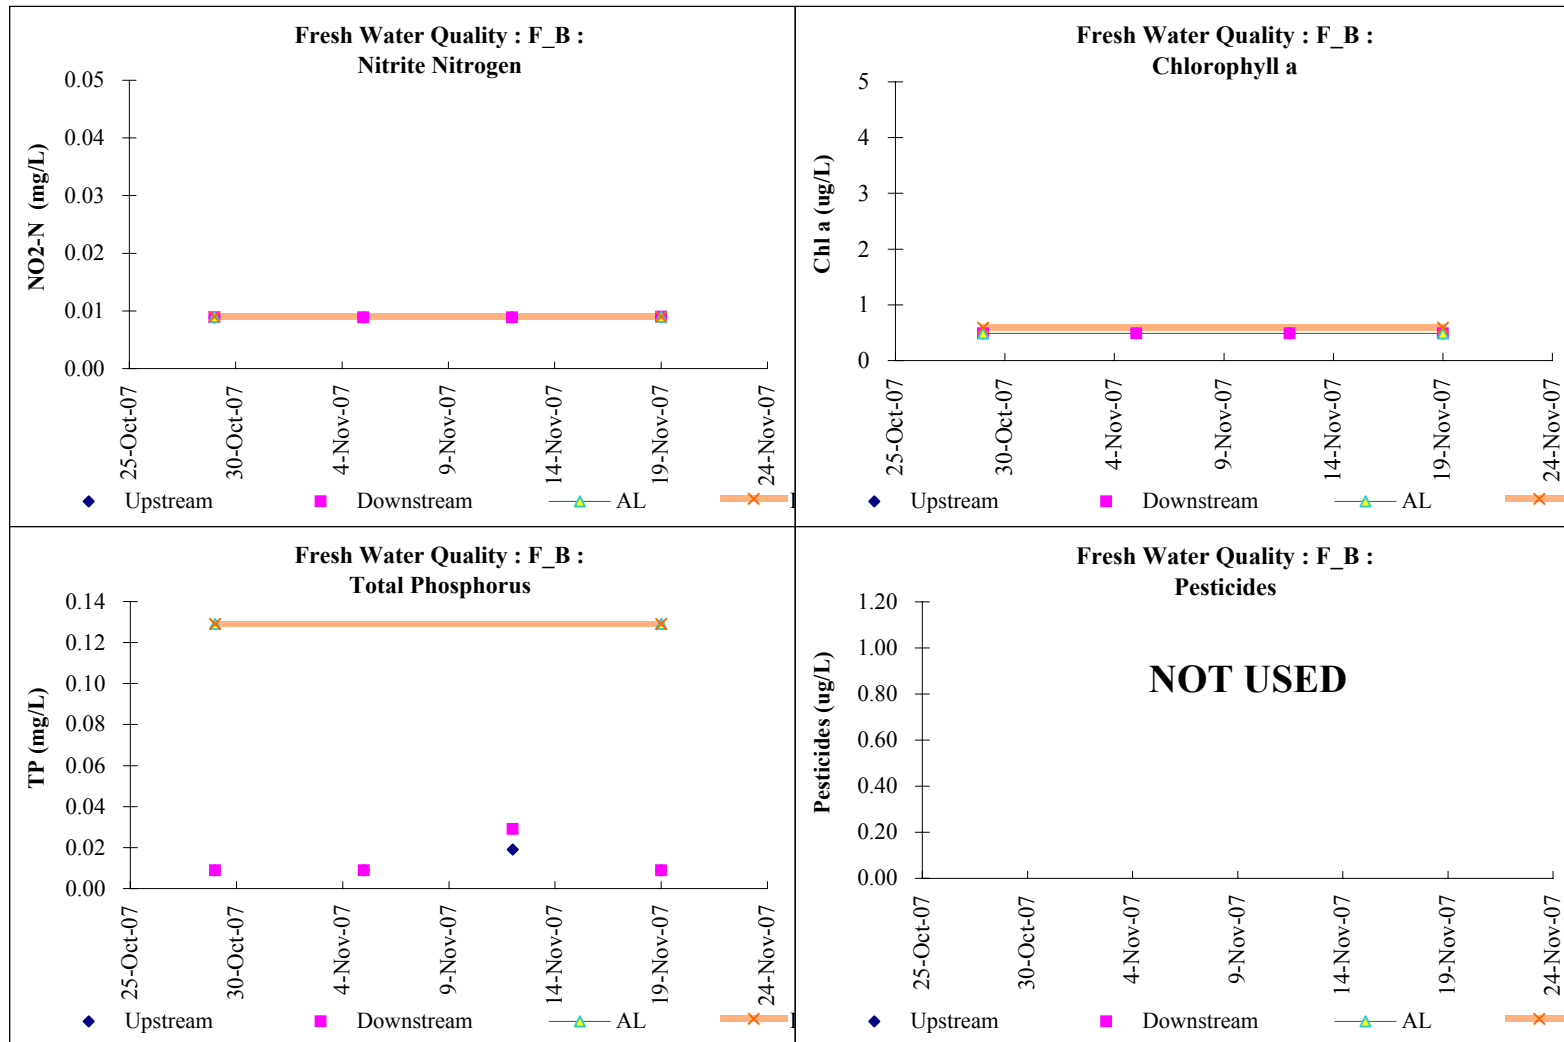 Fresh Water Quality : F_B :
Nitrite Nitrogen
NO2-N (mg/L)
0.05
0.04
0.03
0.02
0.01
0.00
25-Oct-07
30-Oct-07
4-Nov-07
9-Nov-07
14-Nov-07
19-Nov-07
24-Nov-07
Upstream Downstream AL
Fresh Water Quality : F_B :
Chlorophyll a
Chl a (ug/L)
5
4
3
2
1
0
25-Oct-07
30-Oct-07
4-Nov-07
9-Nov-07
14-Nov-07
19-Nov-07
24-Nov-07
Upstream Downstream AL
Fresh Water Quality : F_B :
Total Phosphorus
TP (mg/L)
0.14
0.12
0.10
0.08
0.06
0.04
0.02
0.00
25-Oct-07
30-Oct-07
4-Nov-07
9-Nov-07
14-Nov-07
19-Nov-07
24-Nov-07
Upstream Downstream AL
Fresh Water Quality : F_B :
Pesticides
Pesticides (ug/L)
1.20
1.00
0.80
0.60
0.40
0.20
0.00
NOT USED
25-Oct-07
30-Oct-07
4-Nov-07
9-Nov-07
14-Nov-07
19-Nov-07
24-Nov-07
Upstream Downstream AL